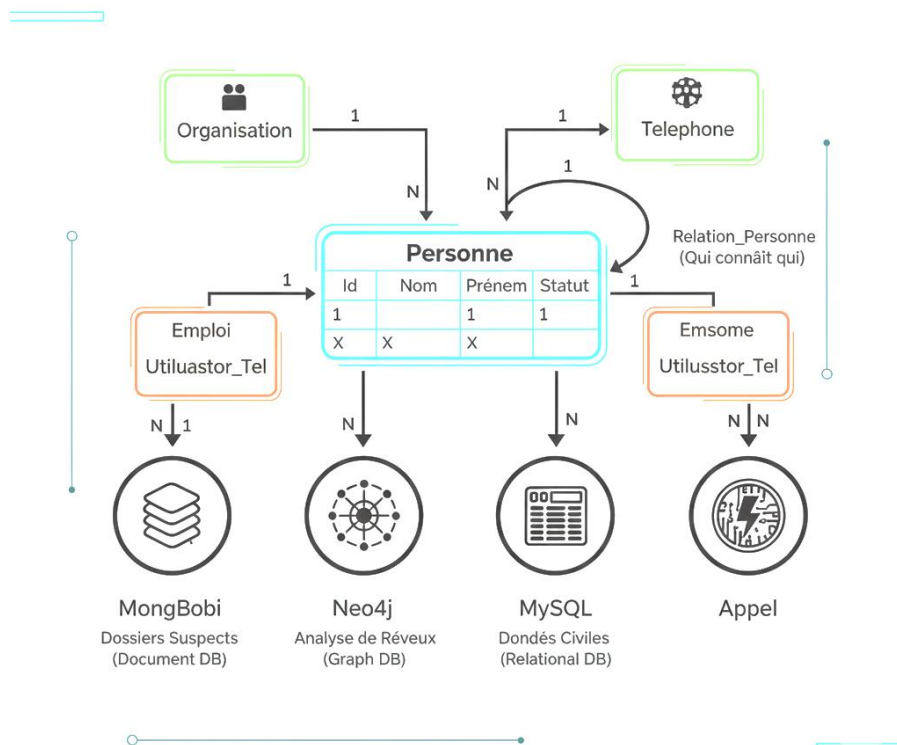 Organisation
1
N
Telephone
1
N
1
Relation_Personne
(Qui connâit qui)
Personne
Id Nom Prénem Statut
1 1 1
X X X
1
Emploi
Utiluastor_Tel
1
Emsome
Utilusstor_Tel
N 1
N
N
N N
MongBobi
Dossiers Suspects
(Document DB)
Neo4j
Analyse de Réveux
(Graph DB)
MySQL
Dondés Civiles
(Relational DB)
Appel